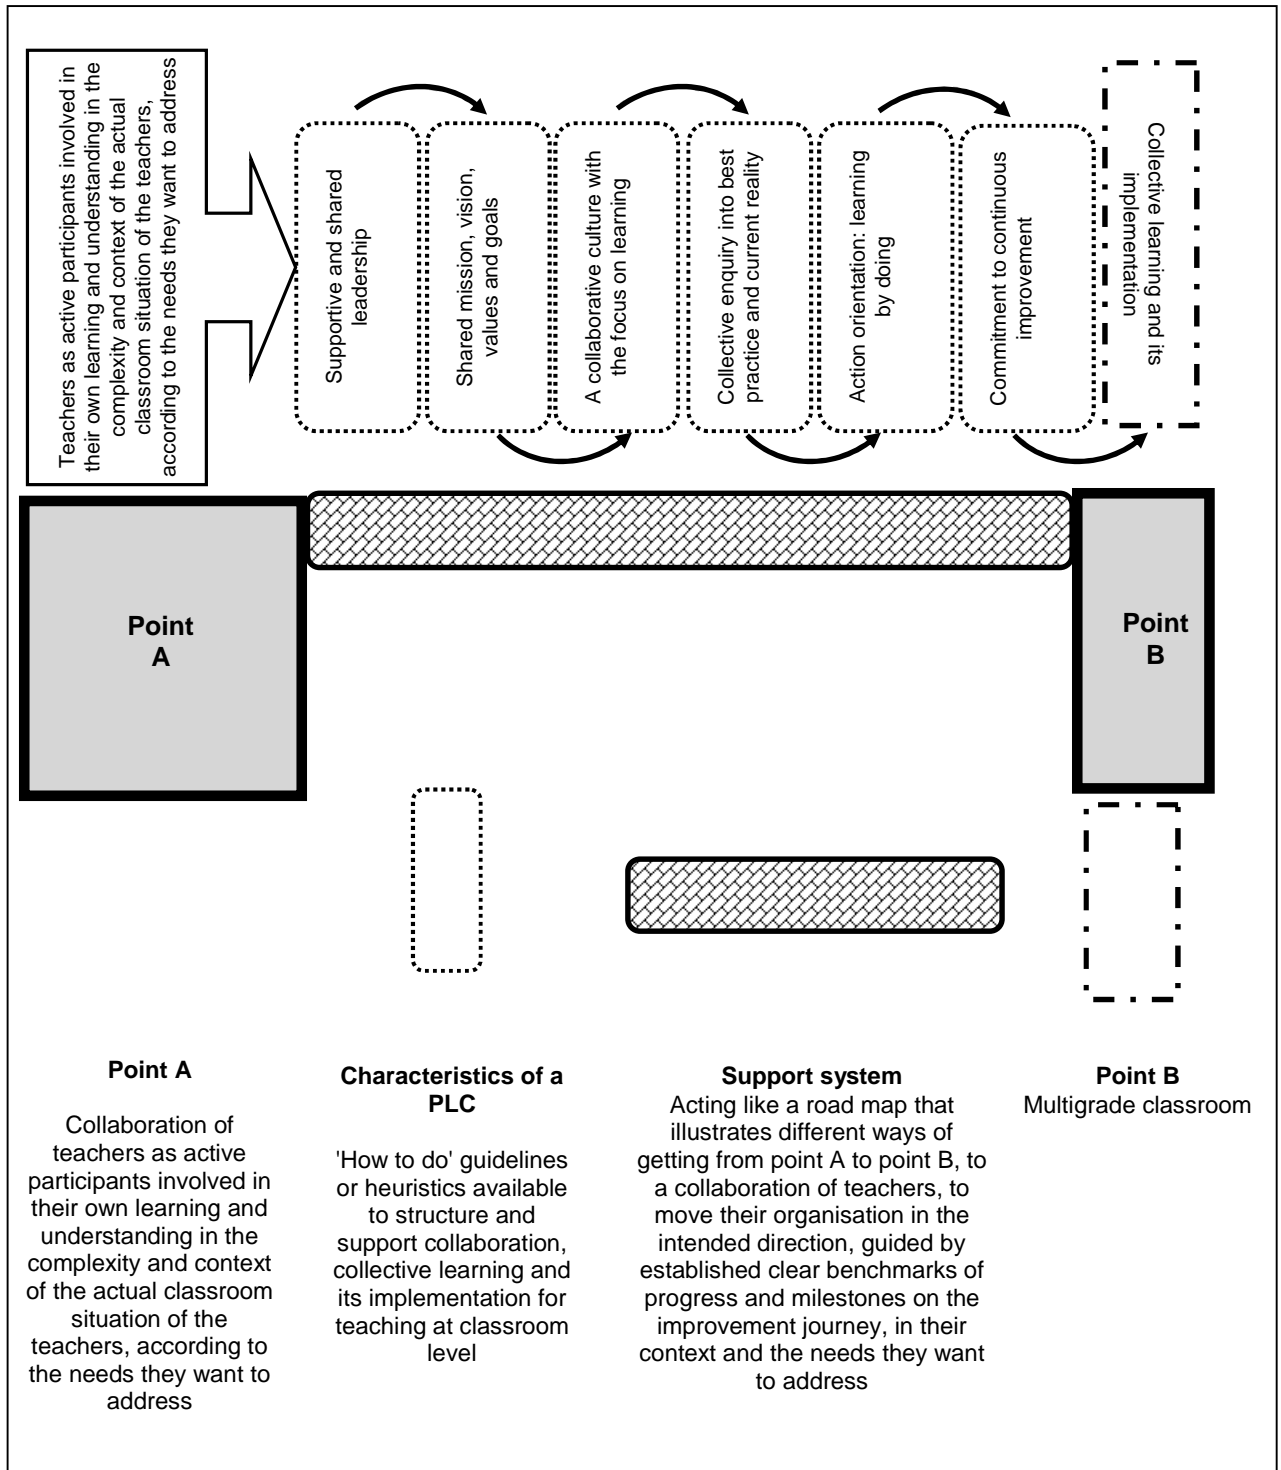 Teachers as active participants involved in
their own learning and understanding in the
complexity and context of the actual
classroom situation of the teachers,
according to the needs they want to address
Supportive and shared
leadership
Shared mission, vision,
values and goals
A collaborative culture with
the focus on learning
Collective enquiry into best
practice and current reality
Action orientation: learning
by doing
Commitment to continuous
improvement
Collective learning and its
implementation
Point
A
Point
B
Point A
Collaboration of
teachers as active
participants involved in
their own learning and
understanding in the
complexity and context
of the actual classroom
situation of the
teachers, according to
the needs they want to
address
Characteristics of a
PLC
'How to do' guidelines
or heuristics available
to structure and
support collaboration,
collective learning and
its implementation for
teaching at classroom
level
Support system
Acting like a road map that
illustrates different ways of
getting from point A to point B, to
a collaboration of teachers, to
move their organisation in the
intended direction, guided by
established clear benchmarks of
progress and milestones on the
improvement journey, in their
context and the needs they want
to address
Point B
Multigrade classroom